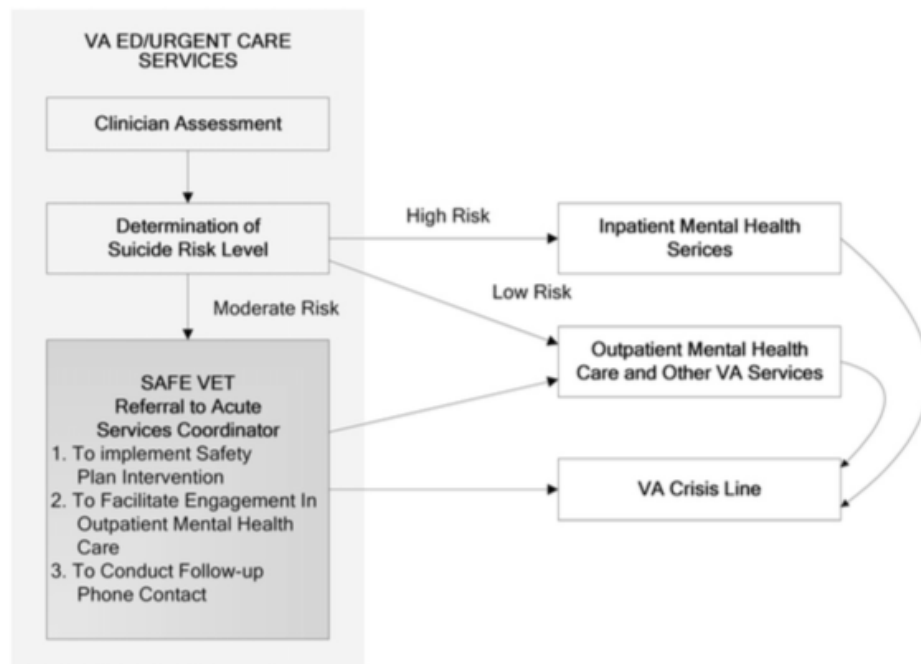 VA ED/URGENT CARE
SERVICES
Clinician Assessment
Determination of
Suicide Risk Level
High Risk
Inpatient Mental Health
Serices
Low Risk
Moderate Risk
Outpatient Mental Health
Care and Other VA Services
SAFE VET
Referral to Acute
Services Coordinator
1. To implement Safety
Plan Intervention
2. To Facilitate Engagement In
Outpatient Mental Health
Care
3. To Conduct Follow-up
Phone Contact
VA Crisis Line